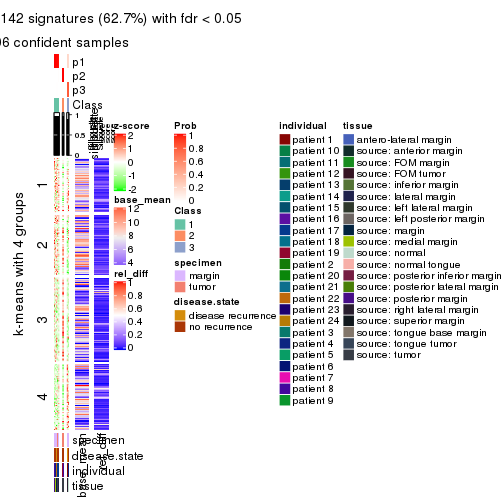 142 signatures (62.7%) with fdr < 0.05
96 confident samples
p1
p2
p3
Class
1
0.5
0
k-means with 4 groups
1
2
3
4
specimen
disease.state
individual
tissue
base_mean
rel_diff
z-score
2
1
0
-1
-2
base_mean
12
10
8
6
4
rel_diff
1
0.8
0.6
0.4
0.2
0
Prob
1
0.8
0.6
0.4
0.2
0
Class
1
2
3
specimen
margin
tumor
disease.state
disease recurrence
no recurrence
individual
patient 1
patient 10
patient 11
patient 12
patient 13
patient 14
patient 15
patient 16
patient 17
patient 18
patient 19
patient 2
patient 20
patient 21
patient 22
patient 23
patient 24
patient 3
patient 4
patient 5
patient 6
patient 7
patient 8
patient 9
tissue
antero-lateral margin
source: anterior margin
source: FOM margin
source: FOM tumor
source: inferior margin
source: lateral margin
source: left lateral margin
source: left posterior margin
source: margin
source: medial margin
source: normal
source: normal tongue
source: posterior inferior margin
source: posterior lateral margin
source: posterior margin
source: right lateral margin
source: superior margin
source: tongue base margin
source: tongue tumor
source: tumor